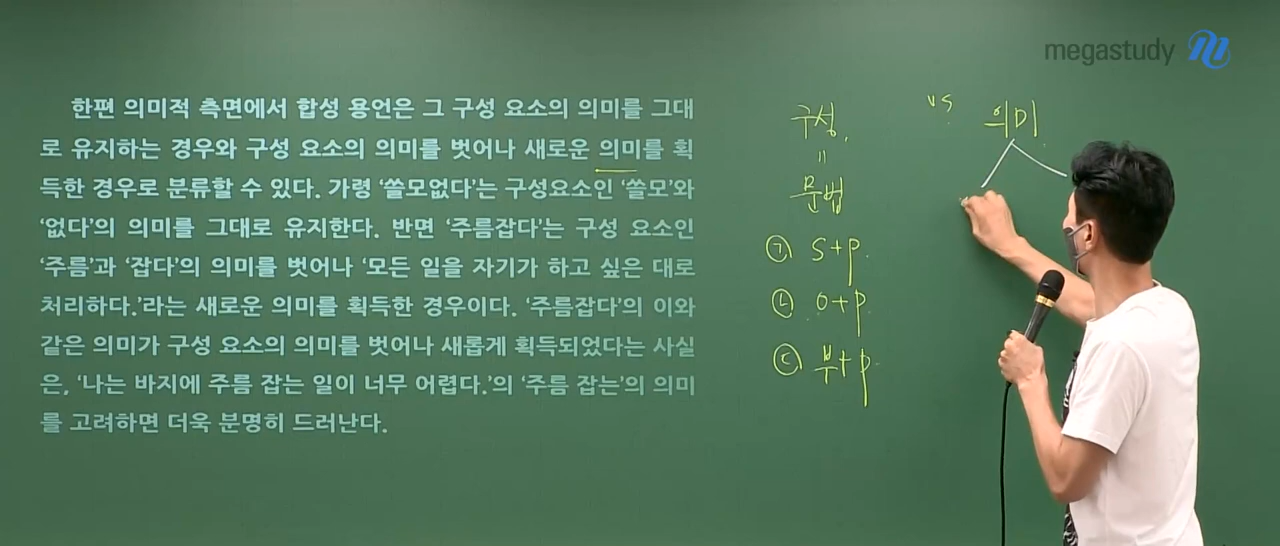 megastudy
한편 의미적 측면에서 합성 용언은 그 구성 요소의 의미를 그대
로 유지하는 경우와 구성 요소의 의미를 벗어나 새로운 의미를 획
득한 경우로 분류할 수 있다. 가령 ‘쓸모없다’는 구성요소인 ‘쓸모’와
‘없다’의 의미를 그대로 유지한다. 반면 ‘주름잡다’는 구성 요소인
‘주름’과 ‘잡다’의 의미를 벗어나 ‘모든 일을 자기가 하고 싶은 대로
처리하다.’라는 새로운 의미를 획득한 경우이다. ‘주름잡다’의 이와
같은 의미가 구성 요소의 의미를 벗어나 새롭게 획득되었다는 사실
은, ‘나는 바지에 주름 잡는 일이 너무 어렵다.’의 ‘주름 잡는’의 의미
를 고려하면 더욱 분명히 드러난다.
구성 vs 의미
=
문법
㉠ S+p.
㉡ o+p.
㉢ 부+p.